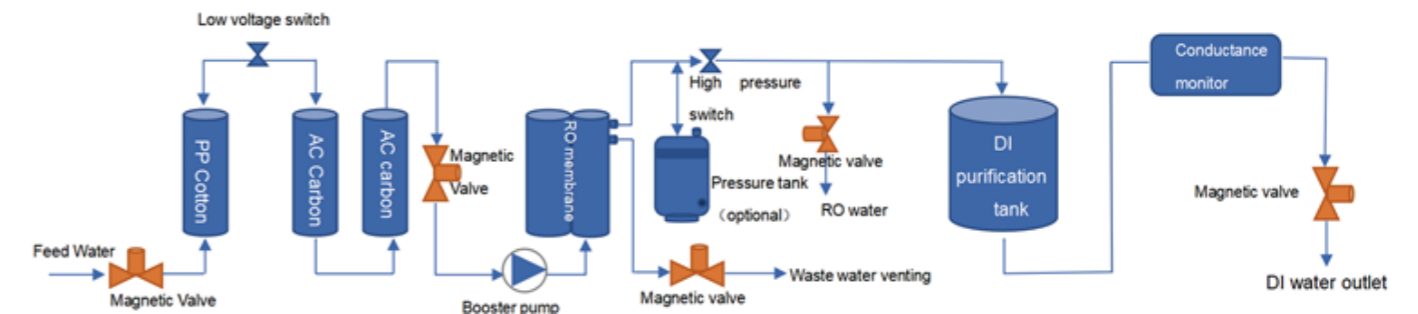 Low voltage switch
PP Cotton
AC Carbon
AC carbon
Feed Water
Magnetic Valve
Magnetic
Valve
Booster pump
RO membrane
High pressure
switch
Pressure tank
（optional）
Magnetic valve
RO water
Magnetic valve
Waste water venting
DI
purification
tank
Conductance
monitor
Magnetic valve
DI water outlet